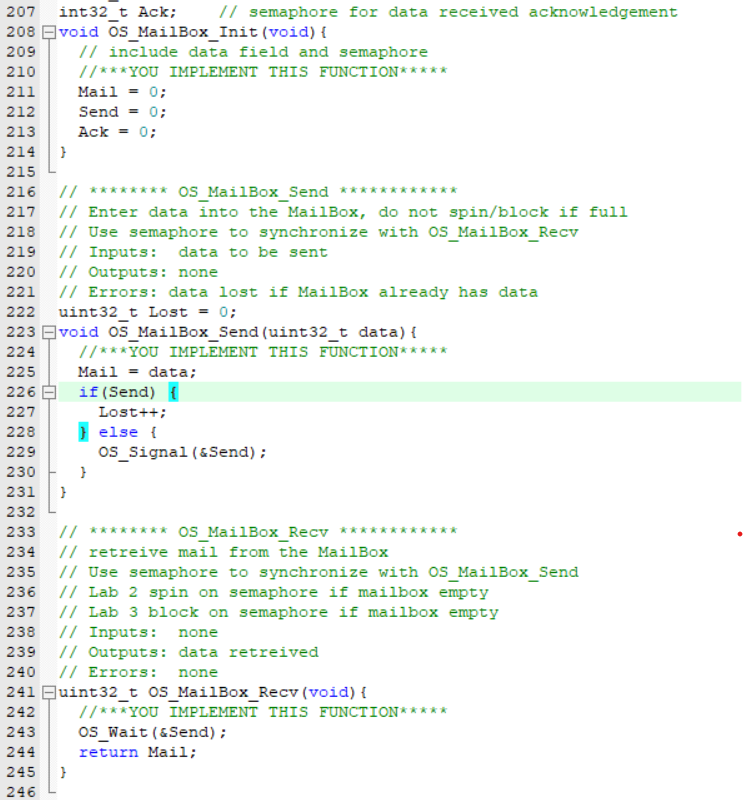 207 int32_t Ack;    // semaphore for data received acknowledgement
208 void OS_MailBox_Init(void){
209   // include data field and semaphore
210   //***YOU IMPLEMENT THIS FUNCTION*****
211   Mail = 0;
212   Send = 0;
213   Ack = 0;
214 }
215
216 // ******** OS_MailBox_Send ************
217 // Enter data into the MailBox, do not spin/block if full
218 // Use semaphore to synchronize with OS_MailBox_Recv
219 // Inputs:  data to be sent
220 // Outputs: none
221 // Errors: data lost if MailBox already has data
222 uint32_t Lost = 0;
223 void OS_MailBox_Send(uint32_t data){
224   //***YOU IMPLEMENT THIS FUNCTION*****
225   Mail = data;
226   if(Send) {
227     Lost++;
228   } else {
229     OS_Signal(&Send);
230   }
231 }
232
233 // ******** OS_MailBox_Recv ************
234 // retreive mail from the MailBox
235 // Use semaphore to synchronize with OS_MailBox_Send
236 // Lab 2 spin on semaphore if mailbox empty
237 // Lab 3 block on semaphore if mailbox empty
238 // Inputs:  none
239 // Outputs: data retreived
240 // Errors:  none
241 uint32_t OS_MailBox_Recv(void){
242   //***YOU IMPLEMENT THIS FUNCTION*****
243   OS_Wait(&Send);
244   return Mail;
245 }
246